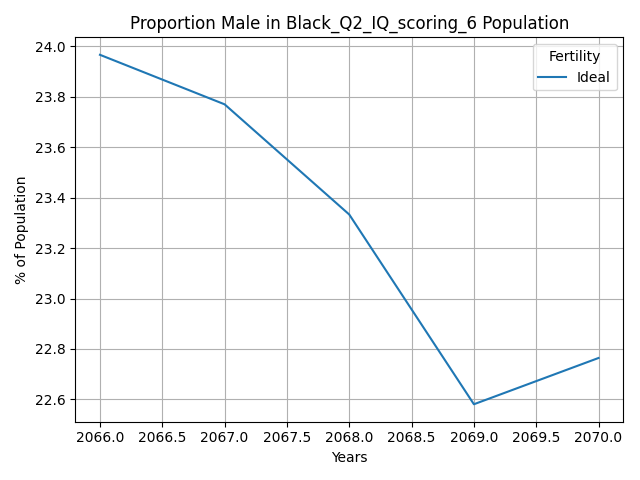 Proportion Male in Black_Q2_IQ_scoring_6 Population
Fertility
Ideal
% of Population
24.0
23.8
23.6
23.4
23.2
23.0
22.8
22.6
2066.0 2066.5 2067.0 2067.5 2068.0 2068.5 2069.0 2069.5 2070.0
Years